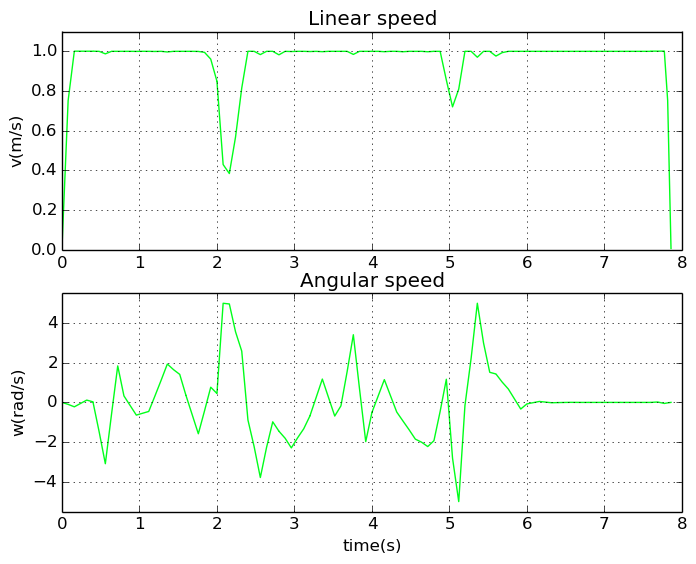 Linear speed
v(m/s)
1.0
0.8
0.6
0.4
0.2
0.0
0 1 2 3 4 5 6 7 8
Angular speed
w(rad/s)
4
2
0
−2
−4
0 1 2 3 4 5 6 7 8
time(s)